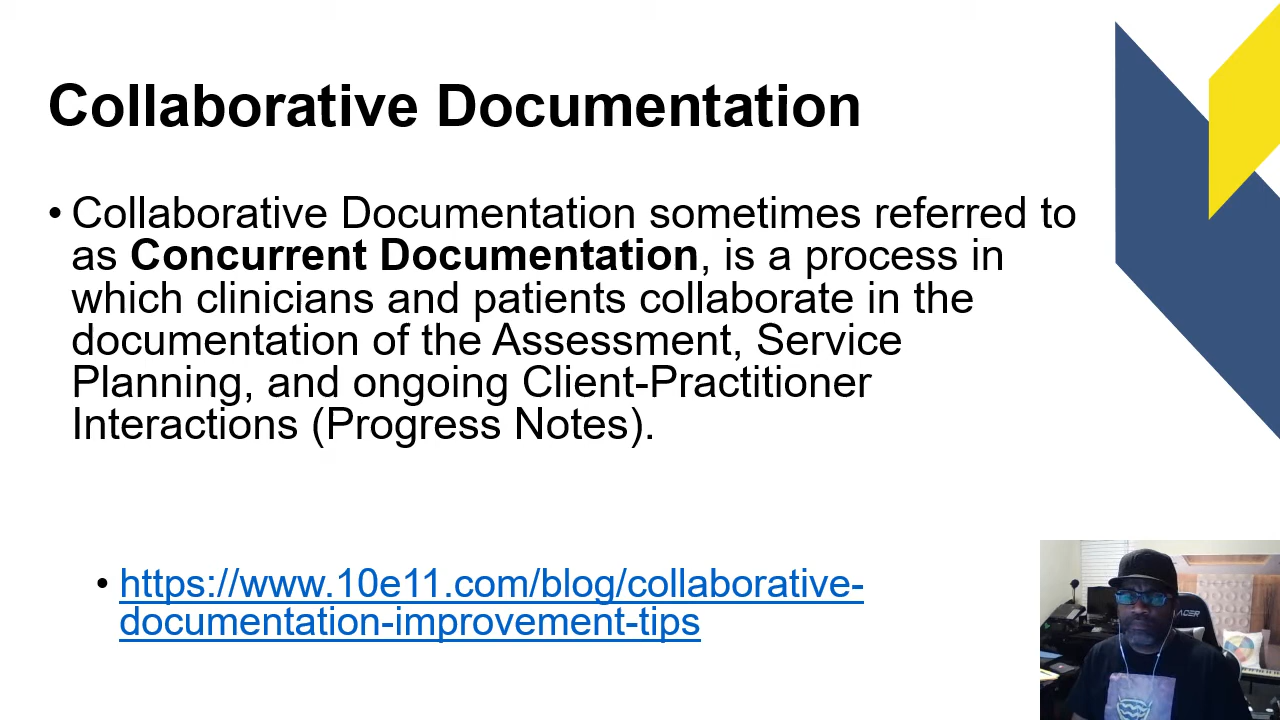 Collaborative Documentation
• Collaborative Documentation sometimes referred to
as Concurrent Documentation, is a process in
which clinicians and patients collaborate in the
documentation of the Assessment, Service
Planning, and ongoing Client-Practitioner
Interactions (Progress Notes).
• https://www.10e11.com/blog/collaborative-
documentation-improvement-tips
ACER